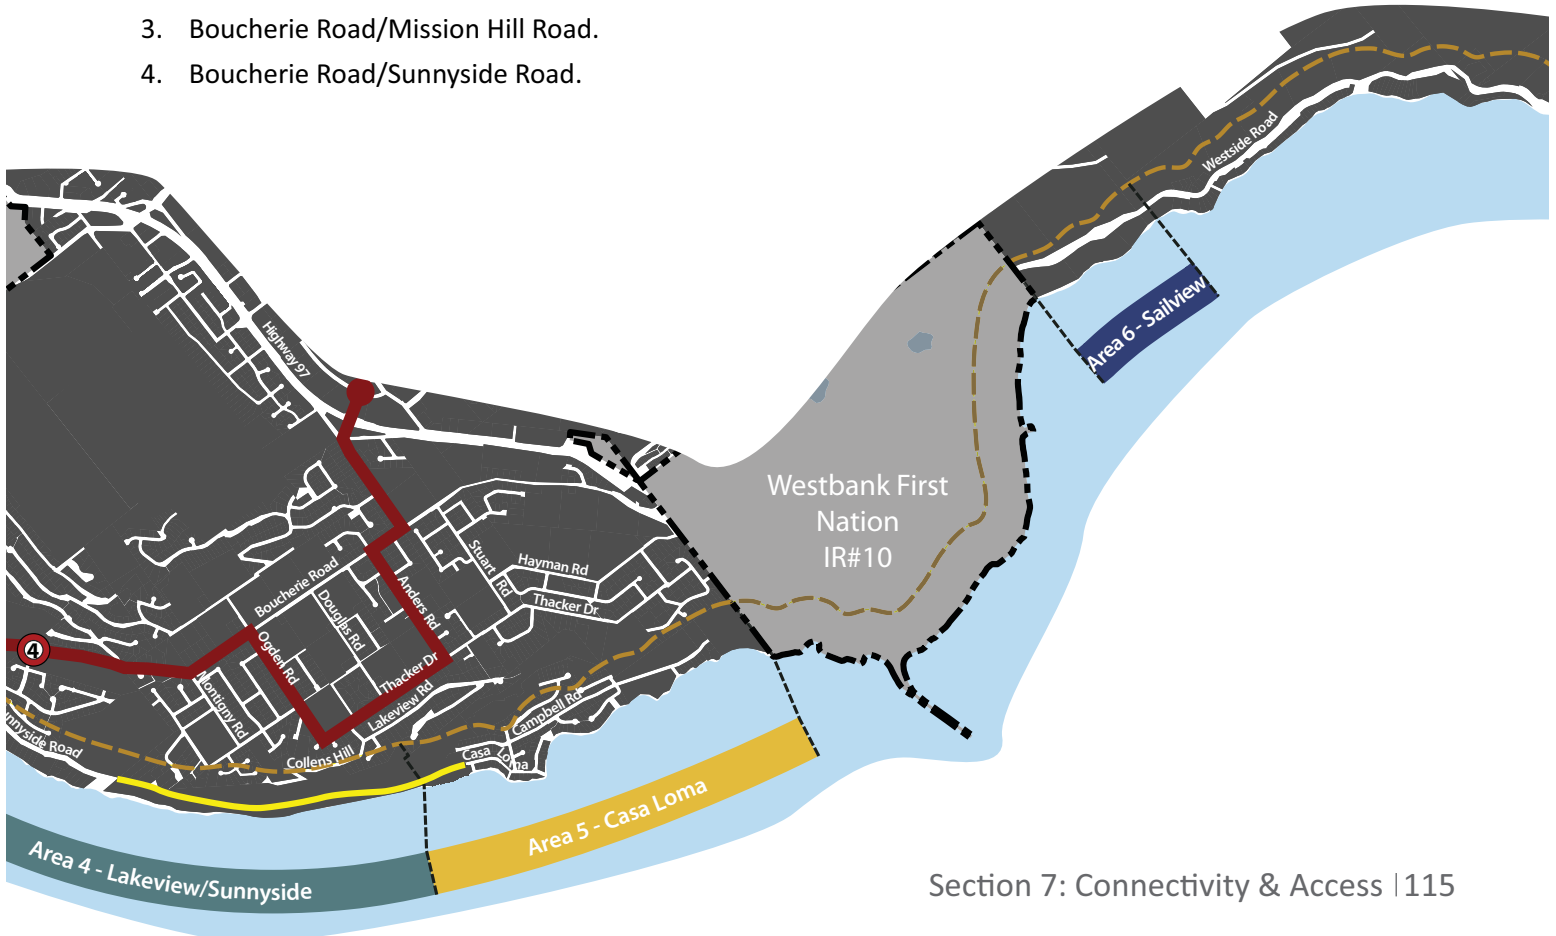 3. Boucherie Road/Mission Hill Road.
4. Boucherie Road/Sunnyside Road.
Westside Road
Area 6 - Sailview
Highway 97
Westbank First
Nation
IR#10
Stuart Rd
Hayman Rd
Thacker Dr
Boucherie Road
Douglas Rd
Anders Rd
4
Ogden Rd
Thacker Dr
Lakeview Rd
Montigny Rd
Campbell Rd
unnyside Road
Collens Hill
Casa Loma
Area 5 - Casa Loma
Area 4 - Lakeview/Sunnyside
Section 7: Connectivity & Access | 115